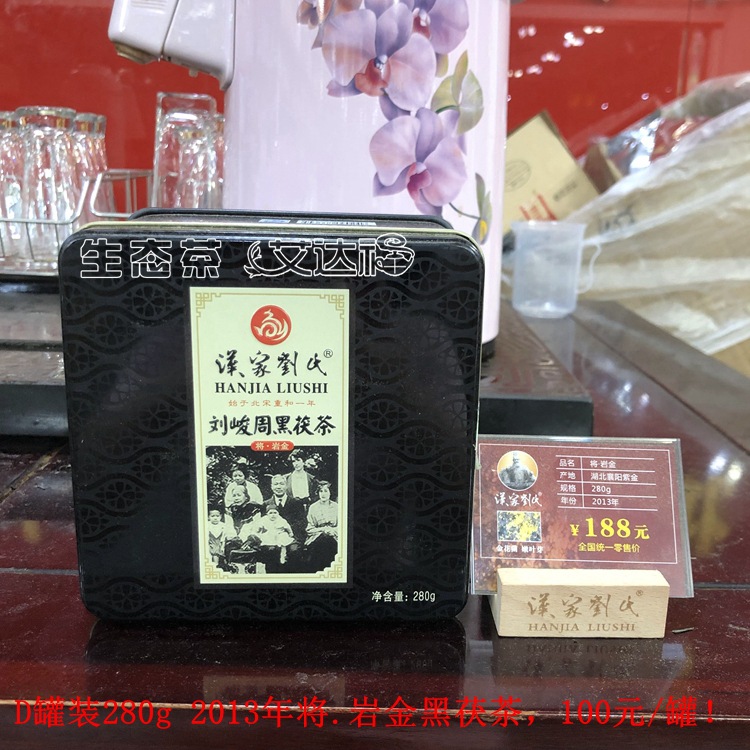 生态茶 艾达福
漢家劉氏®
HANJIA LIUSHI
始于北宋重和一年
刘峻周黑茯茶
将·岩金
净含量: 280g
品名 将·岩金
产地 湖北襄阳紫金
规格 280g
年份 2013年
漢家劉氏®
¥188元
金花菌 嫩叶芽
全国统一零售价
漢家劉氏®
HANJIA LIUSHI
D罐装280g 2013年将.岩金黑茯茶，100元/罐！